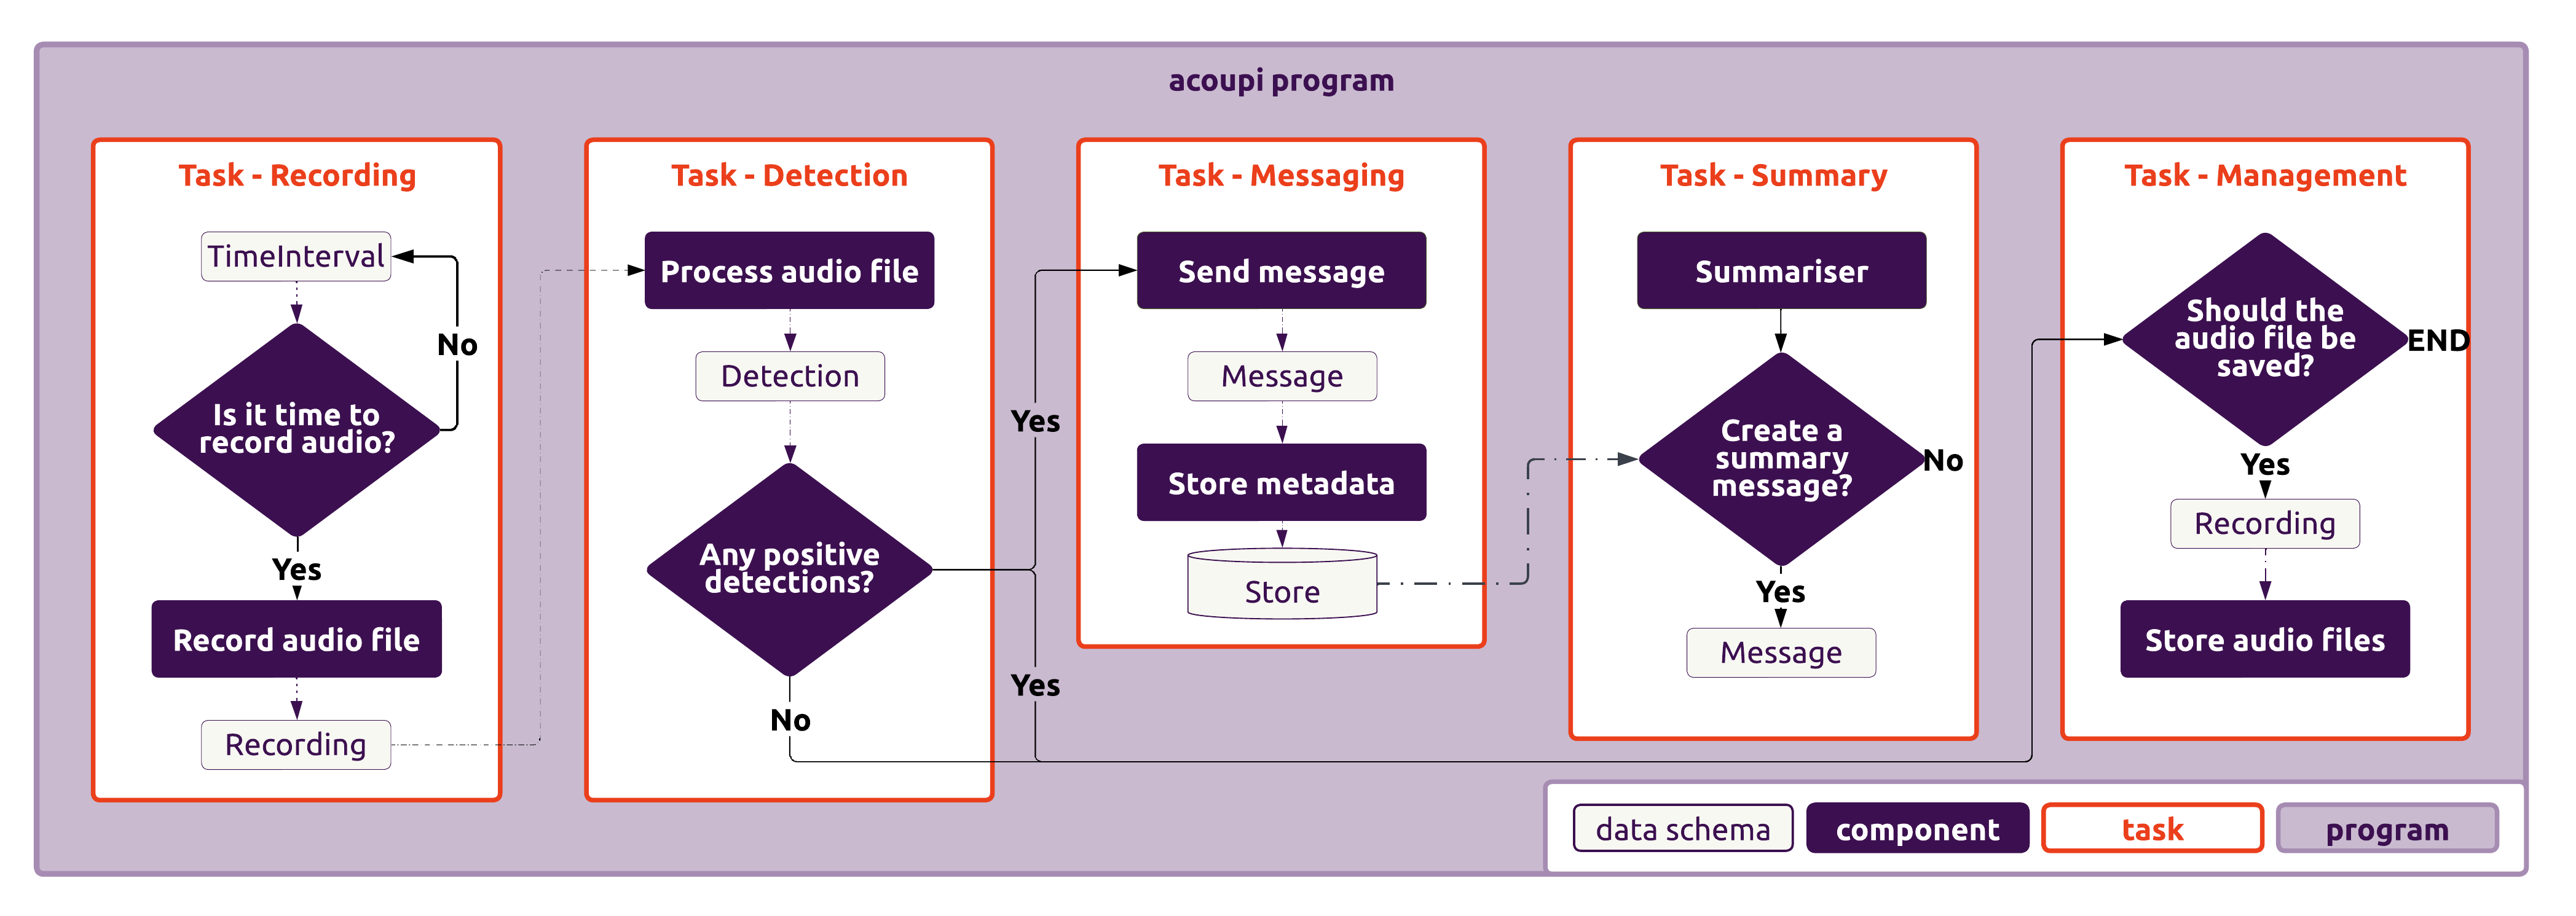 acoupi program
Task - Recording
TimeInterval
No
Is it time to
record audio?
Yes
Record audio file
Recording
Task - Detection
Process audio file
Detection
Any positive
detections?
No
Yes
Yes
Task - Messaging
Send message
Message
Store metadata
Store
Task - Summary
Summariser
Create a
summary
message?
No
Yes
Message
Task - Management
Should the
audio file be
saved?
END
Yes
Recording
Store audio files
data schema
component
task
program